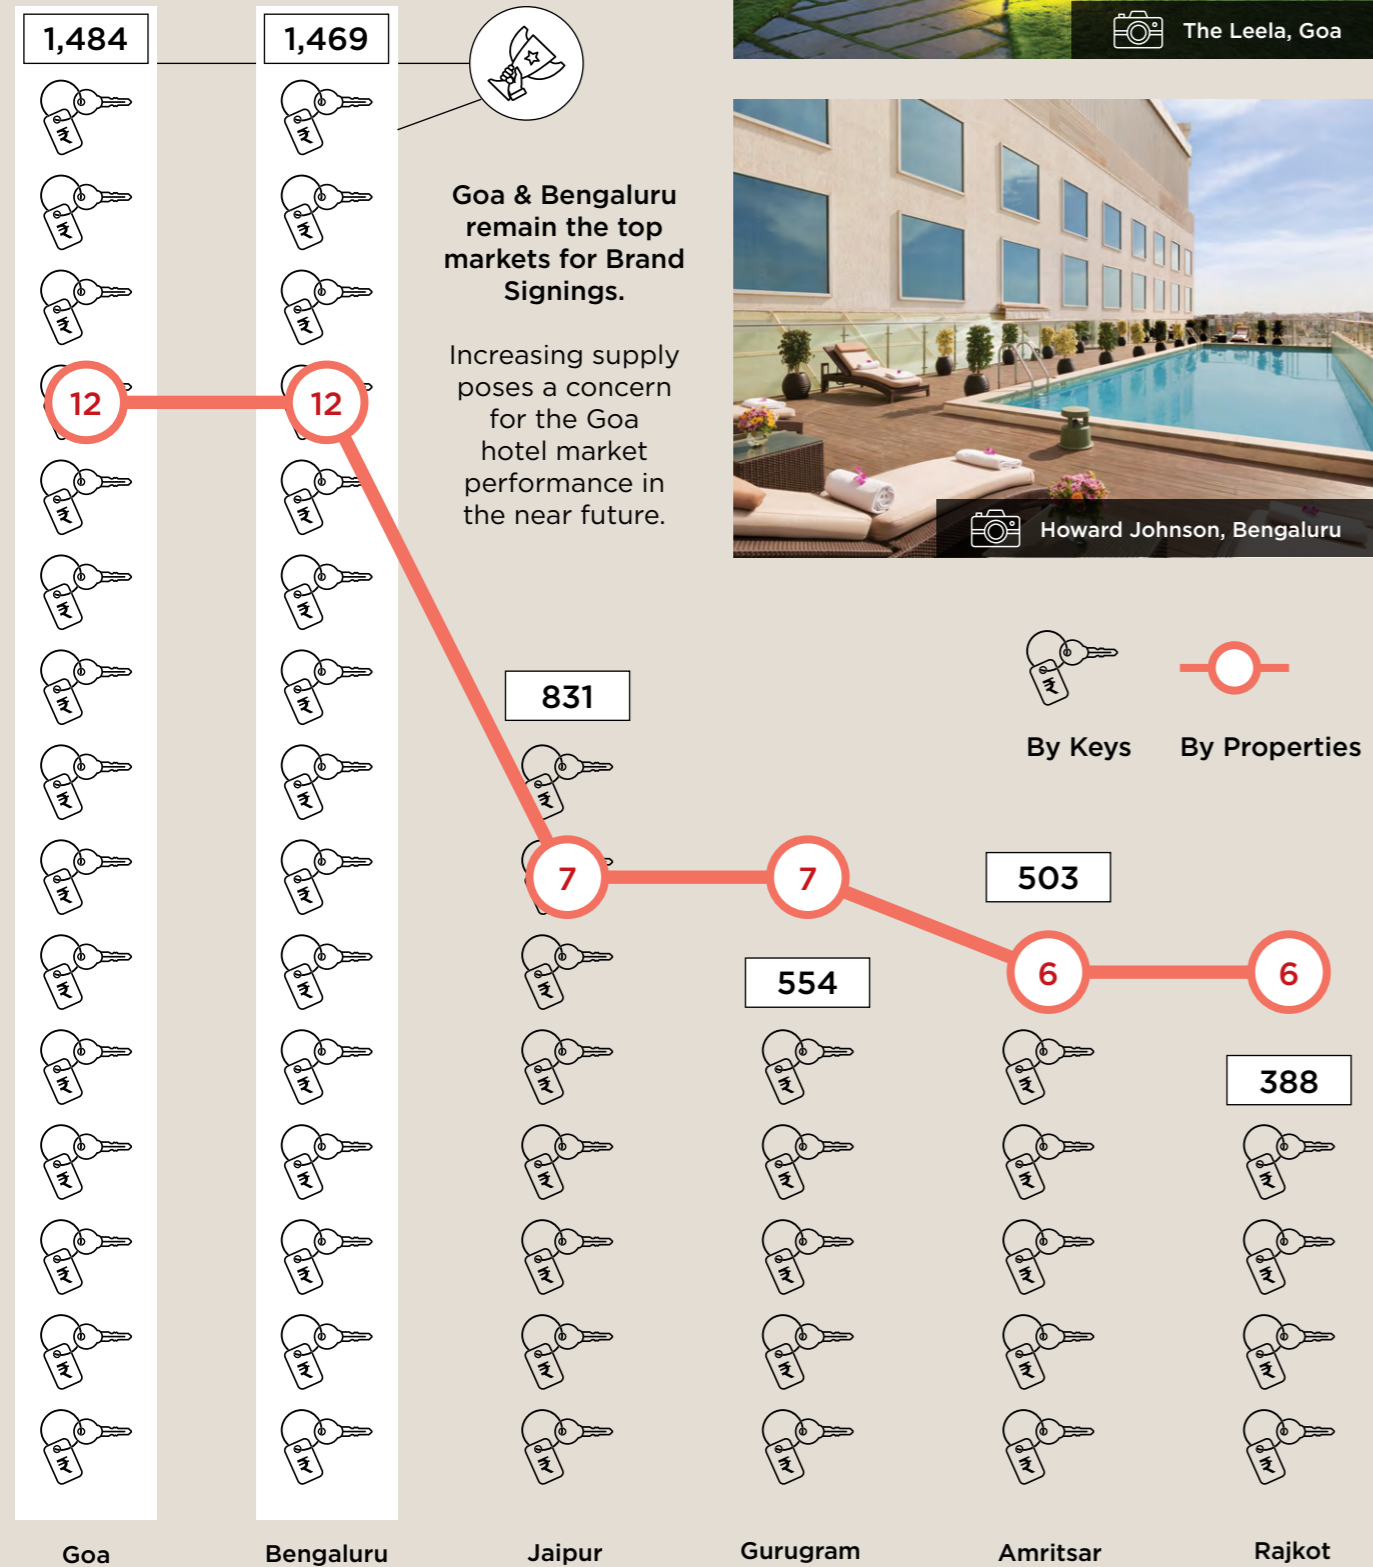 1,484
1,469
The Leela, Goa
Goa & Bengaluru
remain the top
markets for Brand
Signings.
Increasing supply
poses a concern
for the Goa
hotel market
performance in
the near future.
Howard Johnson, Bengaluru
12
12
831
By Keys
By Properties
7
7
503
6
6
554
388
₹
Goa
Bengaluru
Jaipur
Gurugram
Amritsar
Rajkot